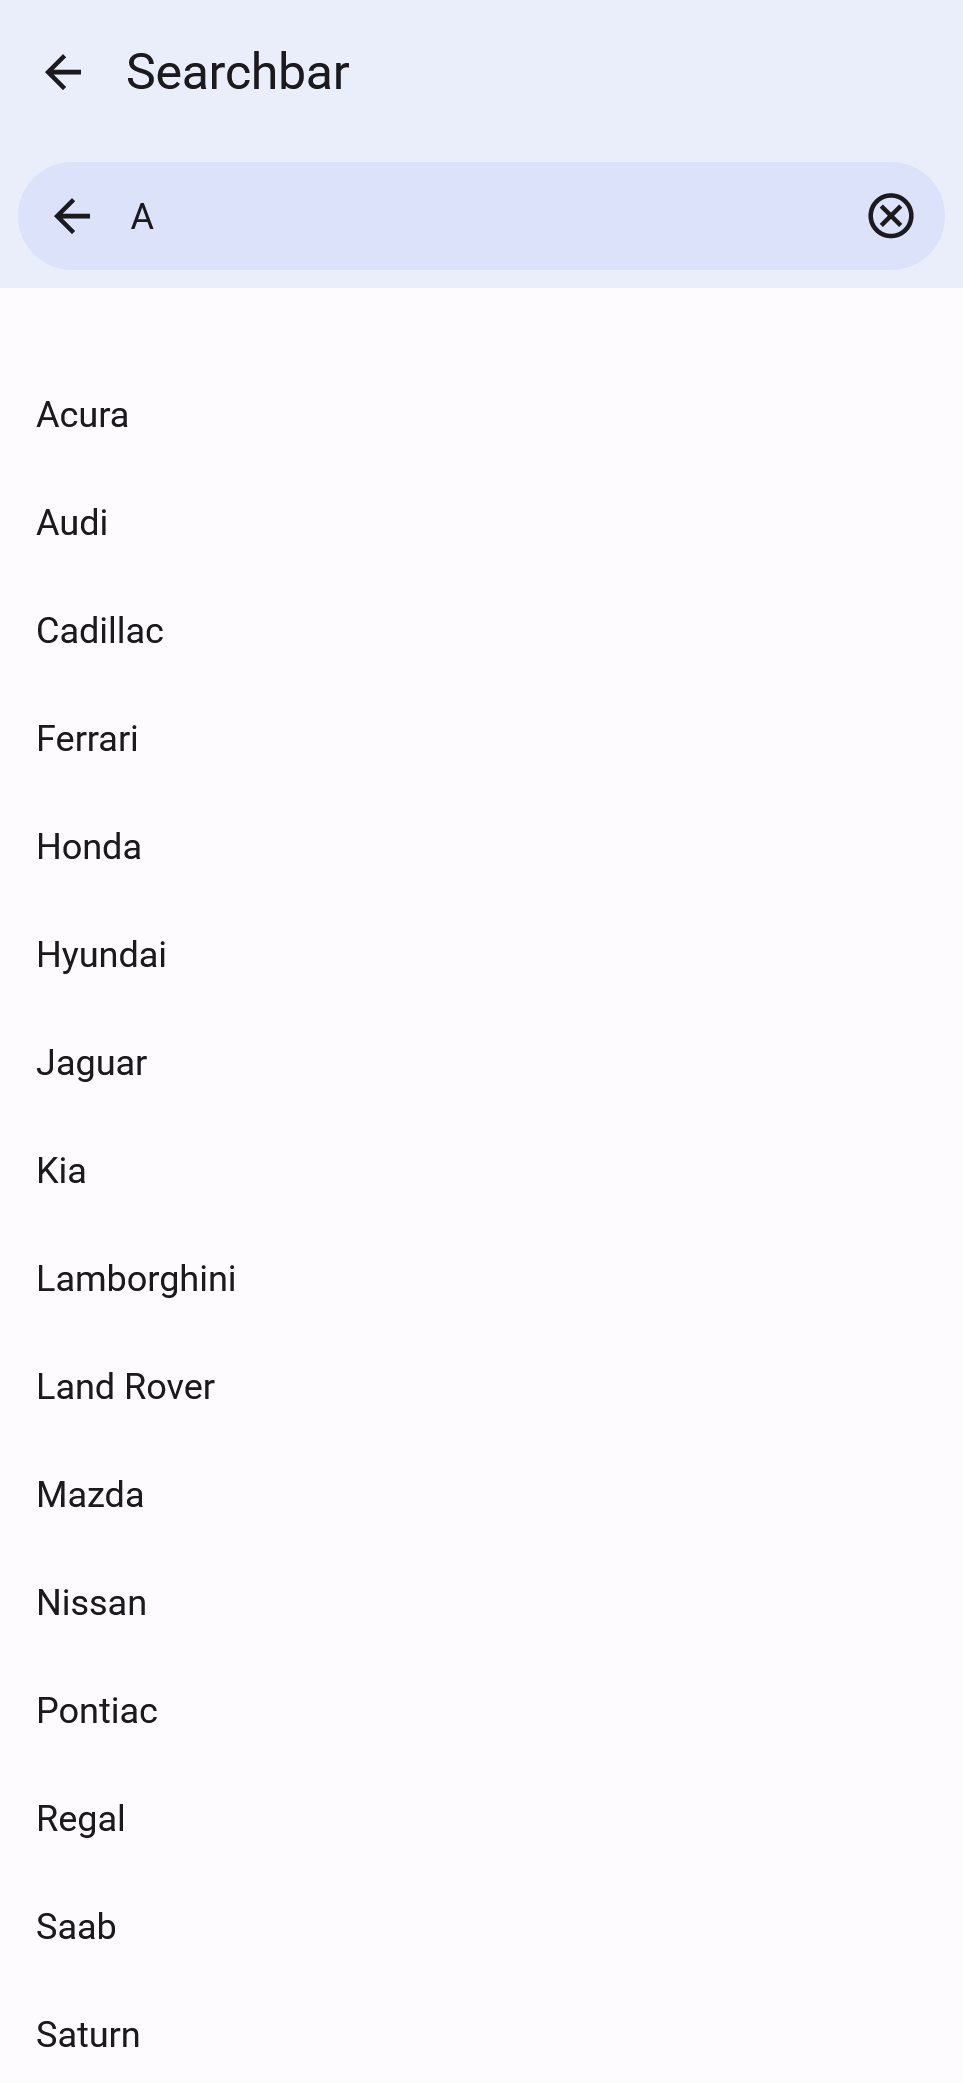 Searchbar
A
Acura
Audi
Cadillac
Ferrari
Honda
Hyundai
Jaguar
Kia
Lamborghini
Land Rover
Mazda
Nissan
Pontiac
Regal
Saab
Saturn